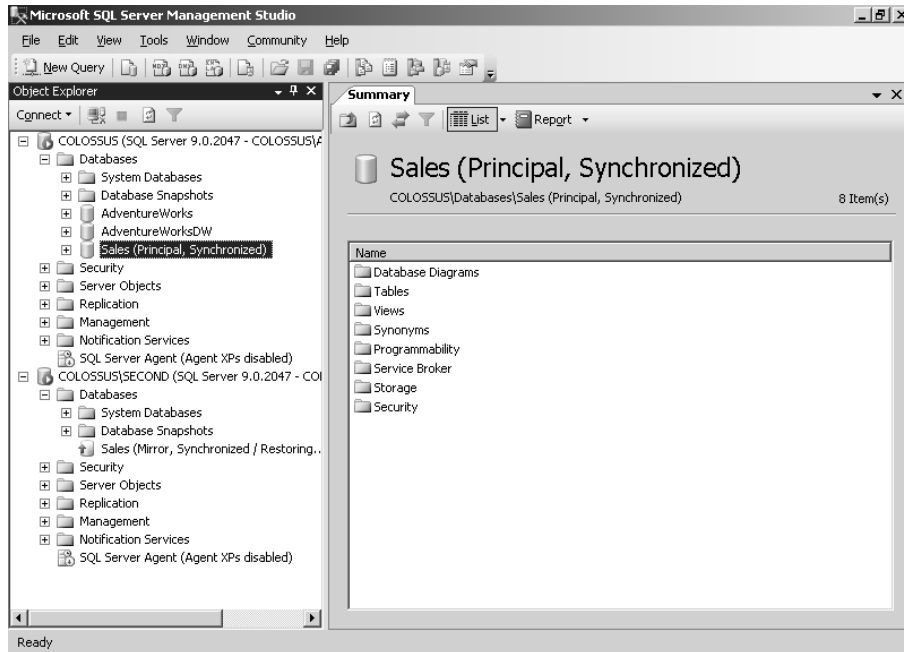 Microsoft SQL Server Management Studio
File Edit View Tools Window Community Help
New Query
Object Explorer
Connect
COLOSSUS (SQL Server 9.0.2047 - COLOSSUS\A
Databases
System Databases
Database Snapshots
AdventureWorks
AdventureWorksDW
Sales (Principal, Synchronized)
Security
Server Objects
Replication
Management
Notification Services
SQL Server Agent (Agent XPs disabled)
COLOSSUS\SECOND (SQL Server 9.0.2047 - COL
Databases
System Databases
Database Snapshots
Sales (Mirror, Synchronized / Restoring..
Security
Server Objects
Replication
Management
Notification Services
SQL Server Agent (Agent XPs disabled)
Summary
List Report
Sales (Principal, Synchronized)
COLOSSUS\Databases\Sales (Principal, Synchronized) 8 Item(s)
Name
Database Diagrams
Tables
Views
Synonyms
Programmability
Service Broker
Storage
Security
Ready